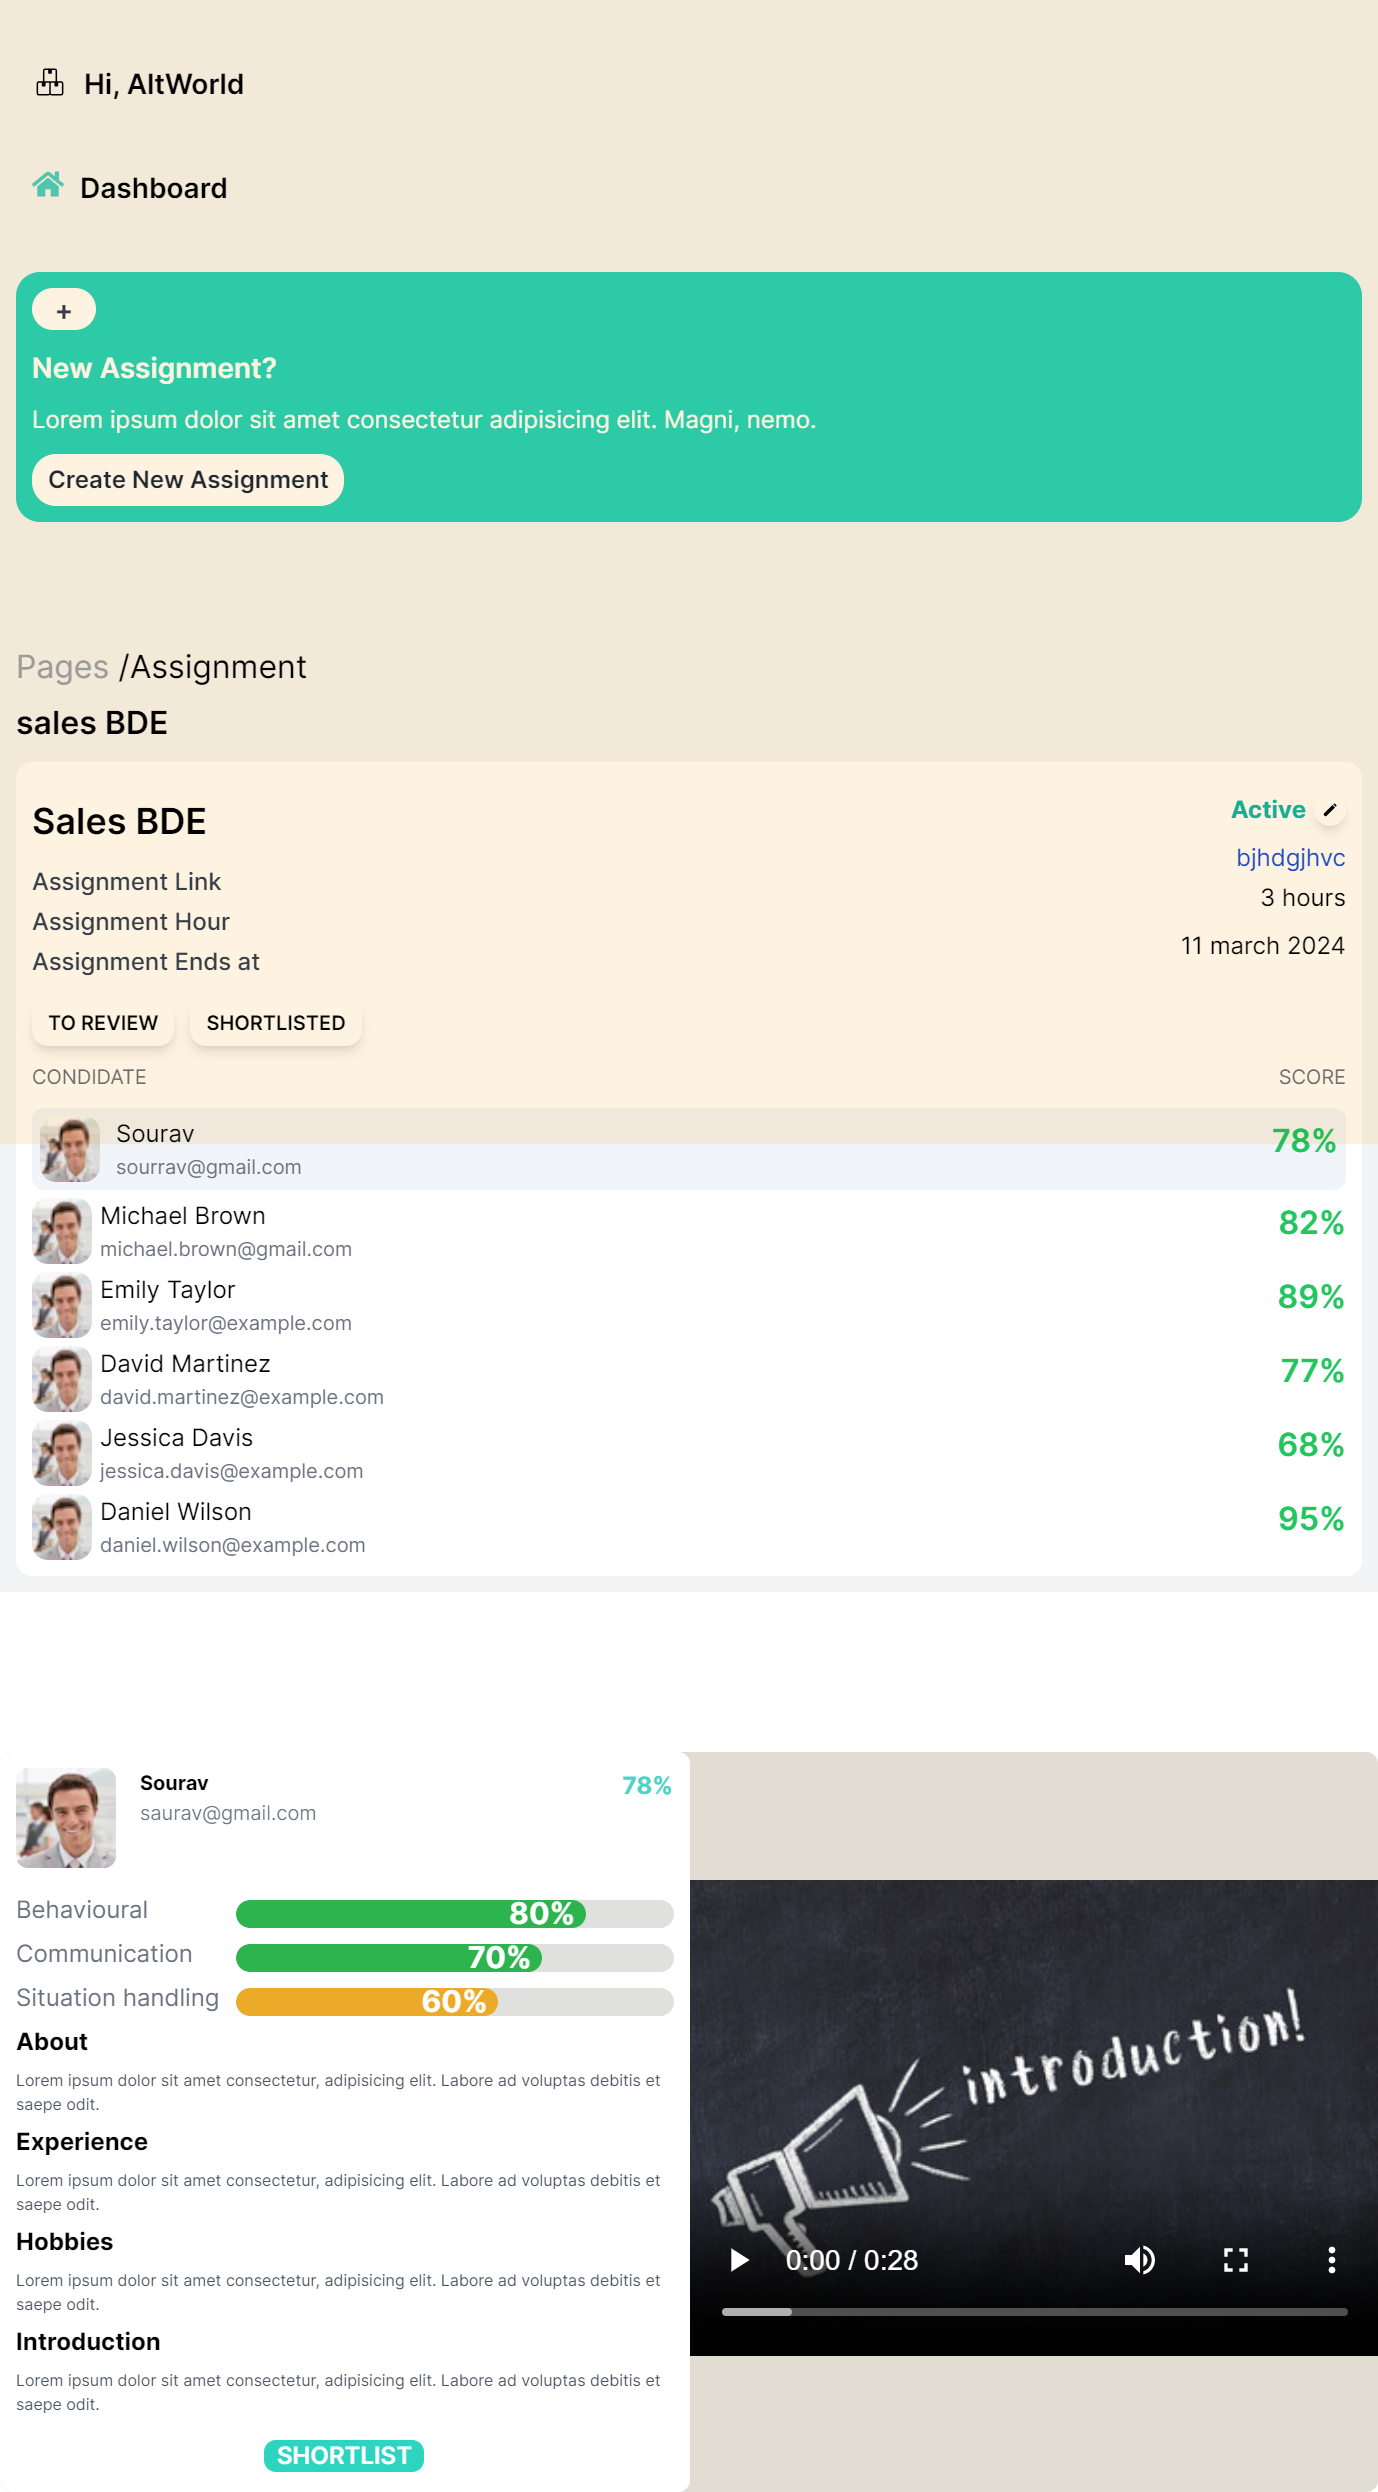 Hi, AltWorld
Dashboard
+
New Assignment?
Lorem ipsum dolor sit amet consectetur adipisicing elit. Magni, nemo.
Create New Assignment
Pages /Assignment
sales BDE
Sales BDE
Active
Assignment Link
bjhdgjhvc
Assignment Hour
3 hours
Assignment Ends at
11 march 2024
TO REVIEW
SHORTLISTED
CONDIDATE
SCORE
Sourav
78%
sourrav@gmail.com
Michael Brown
82%
michael.brown@gmail.com
Emily Taylor
89%
emily.taylor@example.com
David Martinez
77%
david.martinez@example.com
Jessica Davis
68%
jessica.davis@example.com
Daniel Wilson
95%
daniel.wilson@example.com
Sourav
78%
saurav@gmail.com
Behavioural
80%
Communication
70%
Situation handling
60%
About
Lorem ipsum dolor sit amet consectetur, adipisicing elit. Labore ad voluptas debitis et
saepe odit.
Experience
Lorem ipsum dolor sit amet consectetur, adipisicing elit. Labore ad voluptas debitis et
saepe odit.
Hobbies
Lorem ipsum dolor sit amet consectetur, adipisicing elit. Labore ad voluptas debitis et
saepe odit.
Introduction
Lorem ipsum dolor sit amet consectetur, adipisicing elit. Labore ad voluptas debitis et
saepe odit.
SHORTLIST
introduction!
0:00 / 0:28